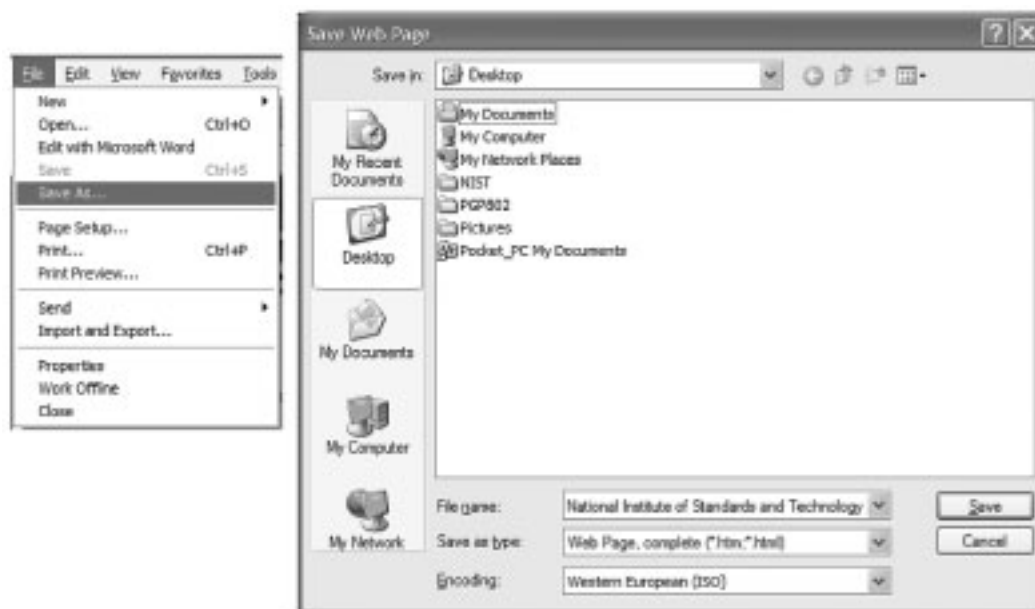 File Edit View Favorites Tools
New
Open... Ctrl+O
Edit with Microsoft Word
Save Ctrl+S
Save As...
Page Setup...
Print... Ctrl+P
Print Preview...
Send
Import and Export...
Properties
Work Offline
Close
Save Web Page
Save in: Desktop
My Recent
Documents
Desktop
My Documents
My Computer
My Network
My Documents
My Computer
My Network Places
NIST
PGP802
Pictures
Pocket_PC My Documents
File name: National Institute of Standards and Technology Save
Save as type: Web Page, complete (*.htm;*.html) Cancel
Encoding: Western European (ISO)